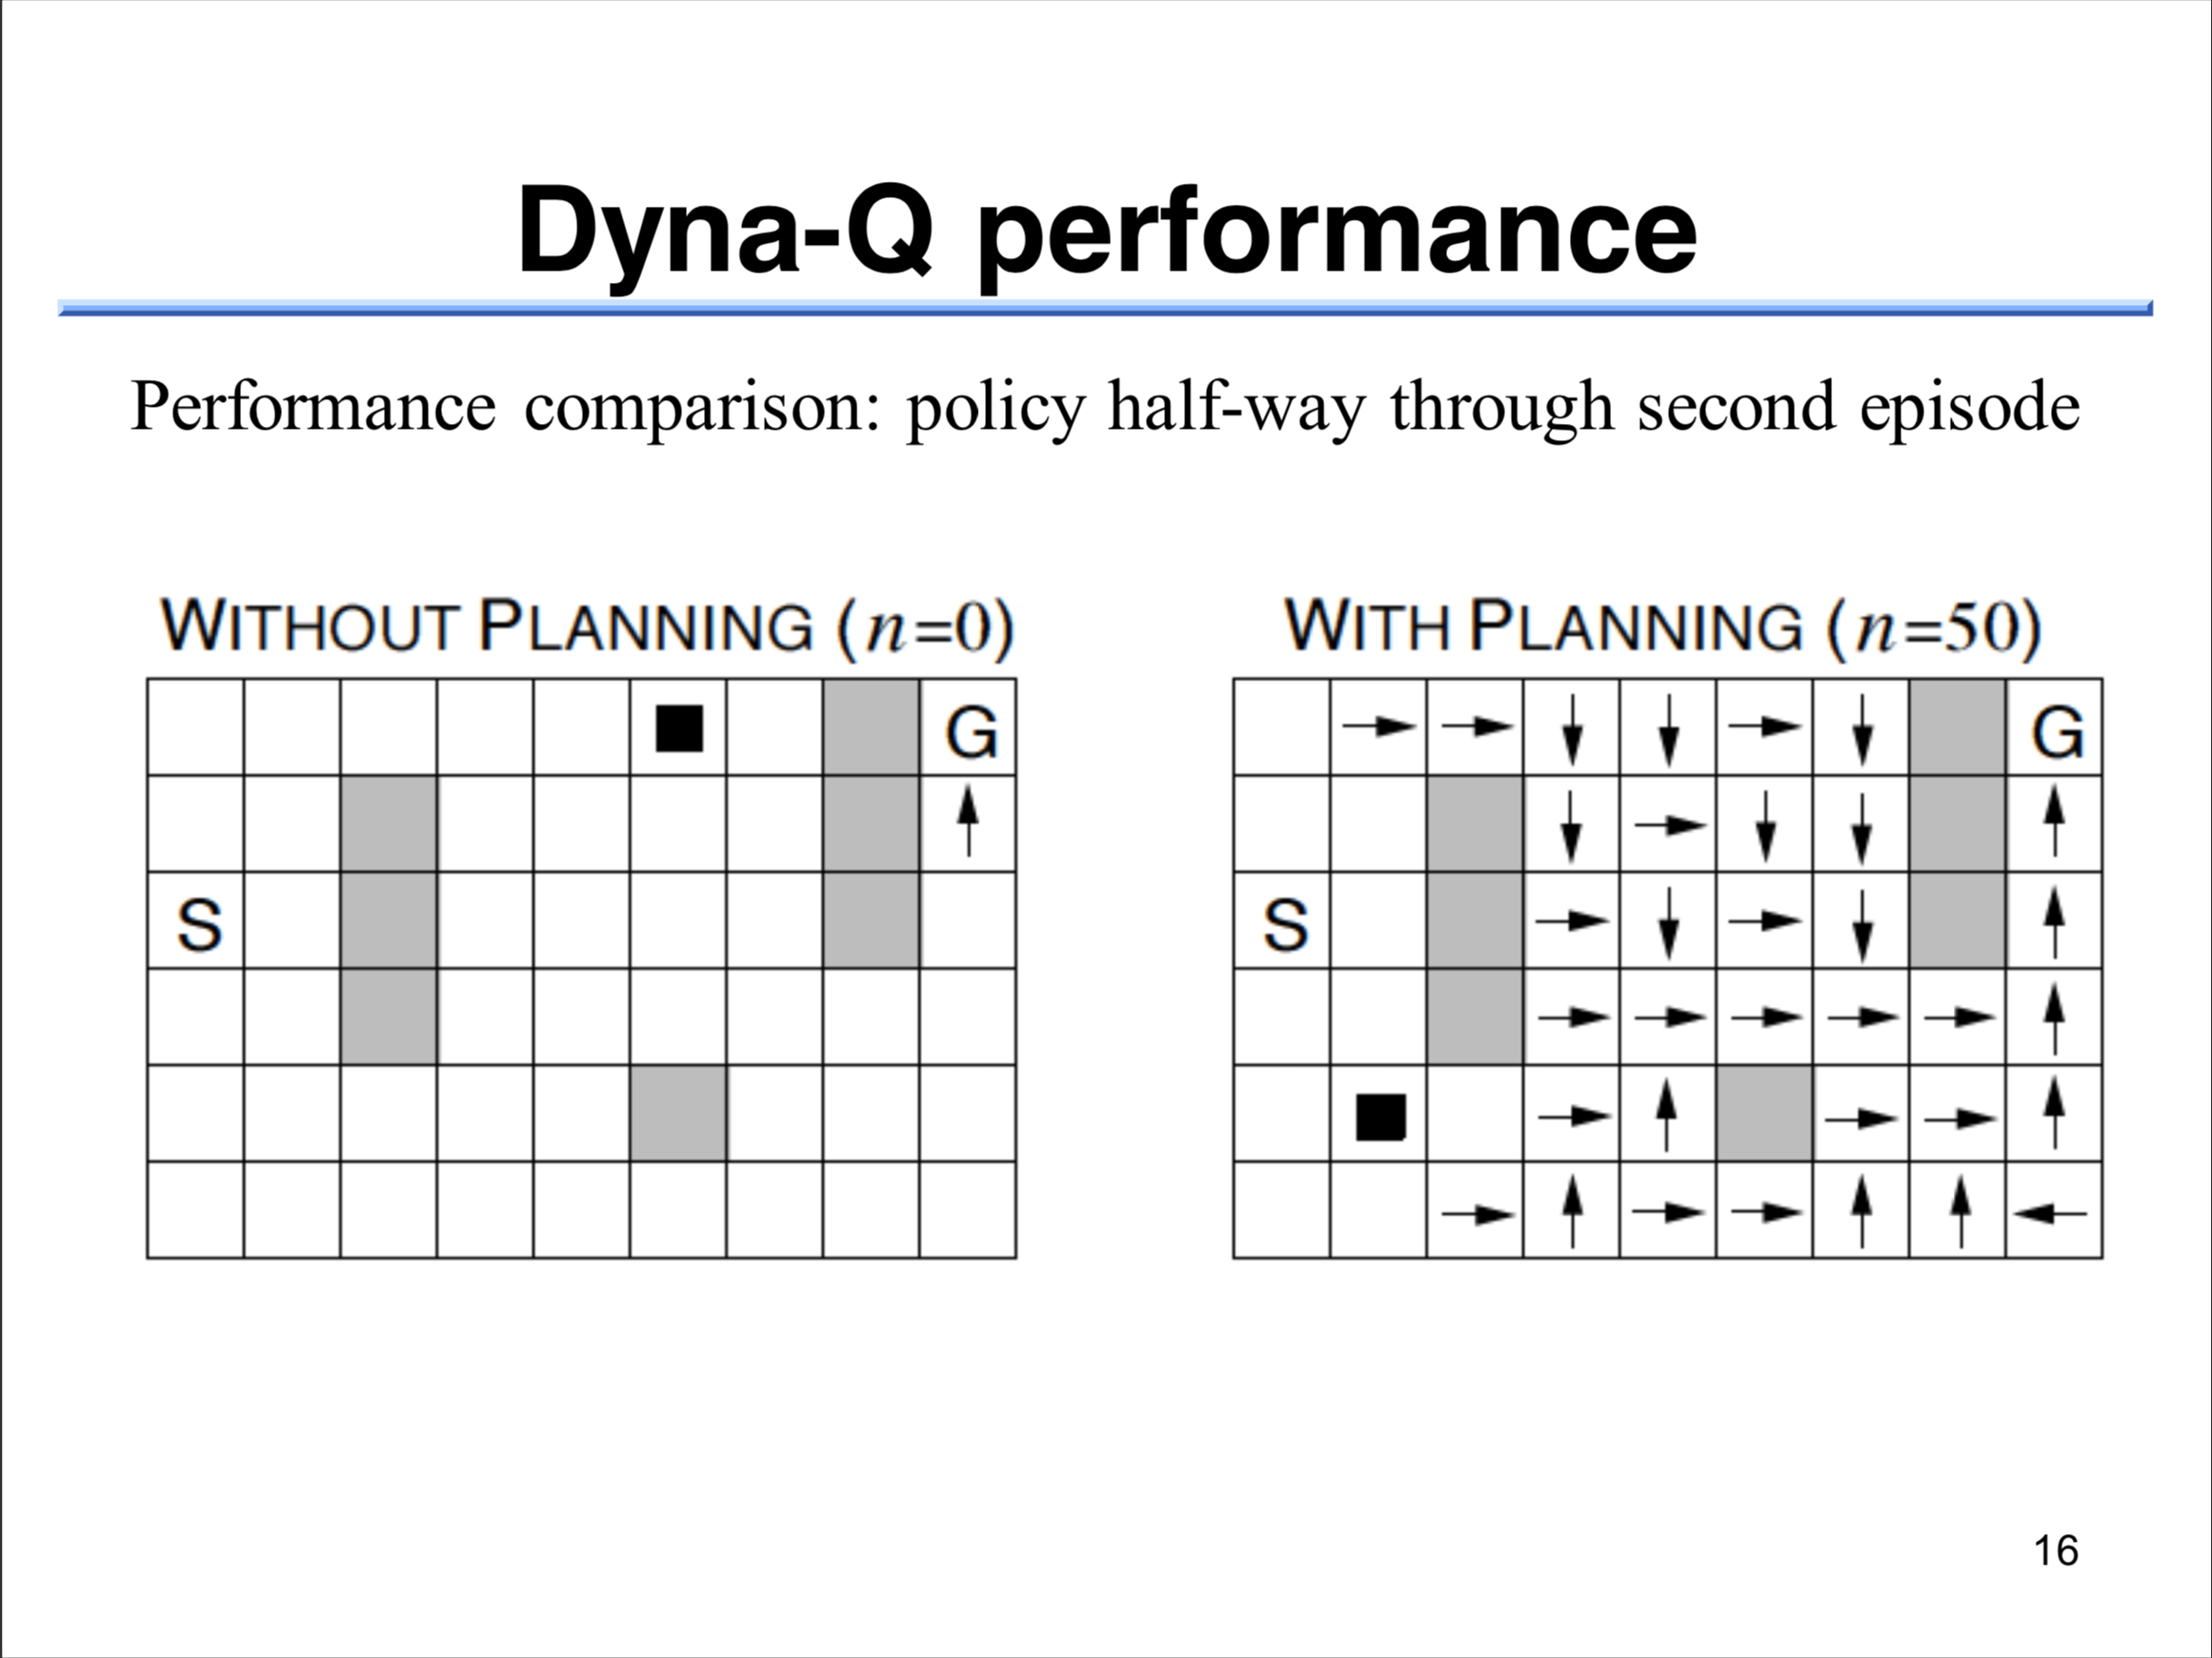 Dyna-Q performance
Performance comparison: policy half-way through second episode
WITHOUT PLANNING (n=0)
WITH PLANNING (n=50)
G
S
G
S
16